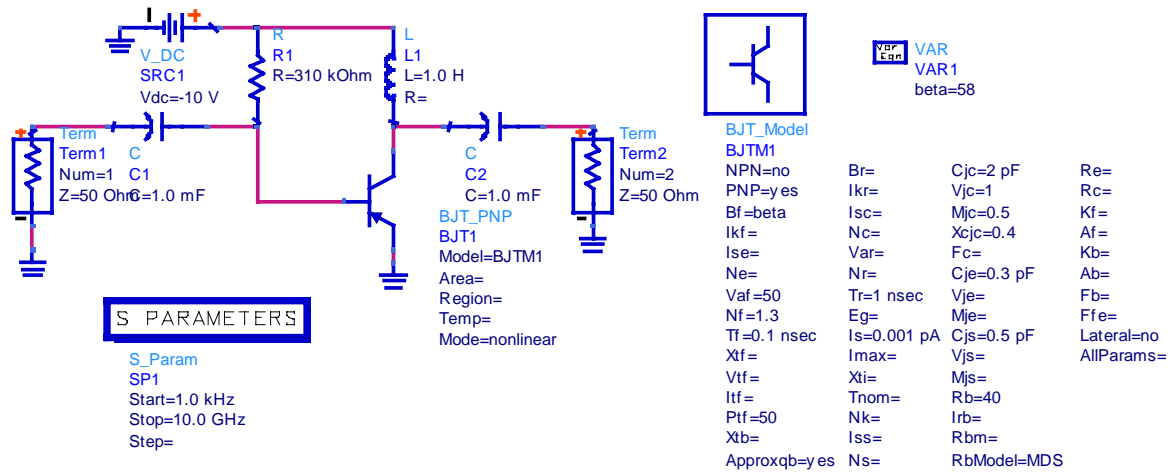 V_DC
SRC1
Vdc=-10 V
R
R1
R=310 kOhm
L
L1
L=1.0 H
R=
Term
Term1
Num=1
Z=50 Ohm
C
C1
C=1.0 mF
C
C2
C=1.0 mF
Term
Term2
Num=2
Z=50 Ohm
BJT_PNP
BJT1
Model=BJTM1
Area=
Region=
Temp=
Mode=nonlinear
S PARAMETERS
S_Param
SP1
Start=1.0 kHz
Stop=10.0 GHz
Step=
Var
Eqn
VAR
VAR1
beta=58
BJT_Model
BJTM1
NPN=no
PNP=yes
Bf=beta
Ikf=
Ise=
Ne=
Vaf=50
Nf=1.3
Tf=0.1 nsec
Xtf=
Vtf=
Itf=
Ptf=50
Xtb=
Approxqb=yes
Br=
Ikr=
Isc=
Nc=
Var=
Nr=
Tr=1 nsec
Eg=
Is=0.001 pA
Imax=
Xti=
Tnom=
Nk=
Iss=
Ns=
Cjc=2 pF
Vjc=1
Mjc=0.5
Xcjc=0.4
Fc=
Cje=0.3 pF
Vje=
Mje=
Cjs=0.5 pF
Vjs=
Mjs=
Rb=40
Irb=
Rbm=
RbModel=MDS
Re=
Rc=
Kf=
Af=
Kb=
Ab=
Fb=
Ffe=
Lateral=no
AllParams=